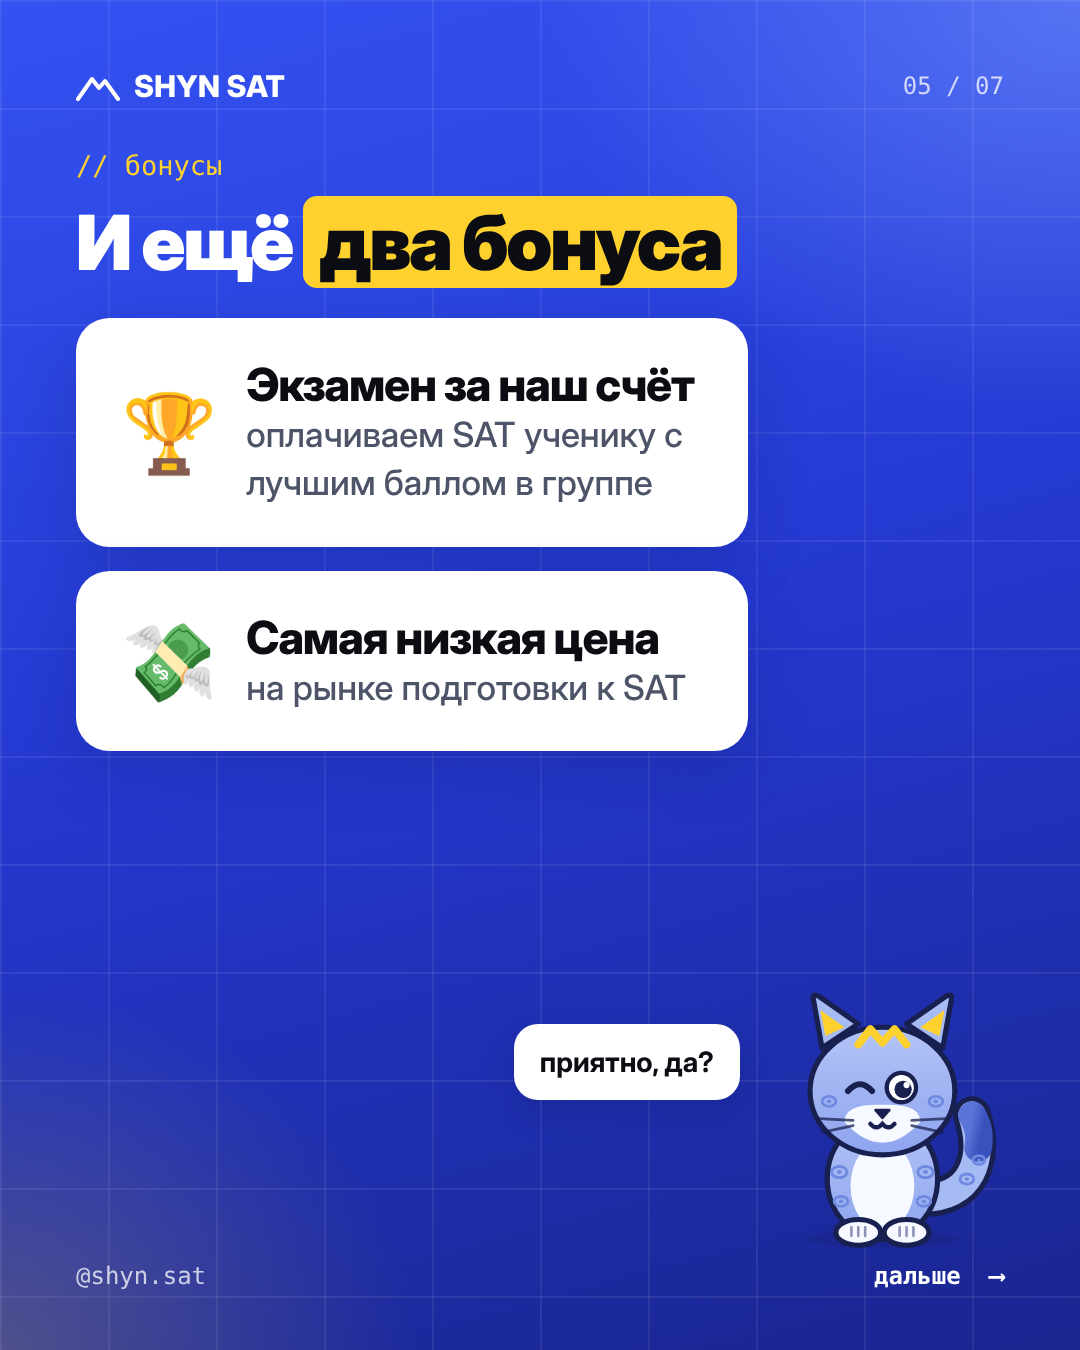 SHYN SAT
05 / 07
// бонусы
И ещё два бонуса
Экзамен за наш счёт
оплачиваем SAT ученику с
лучшим баллом в группе
Самая низкая цена
на рынке подготовки к SAT
приятно, да?
@shyn.sat
дальше →